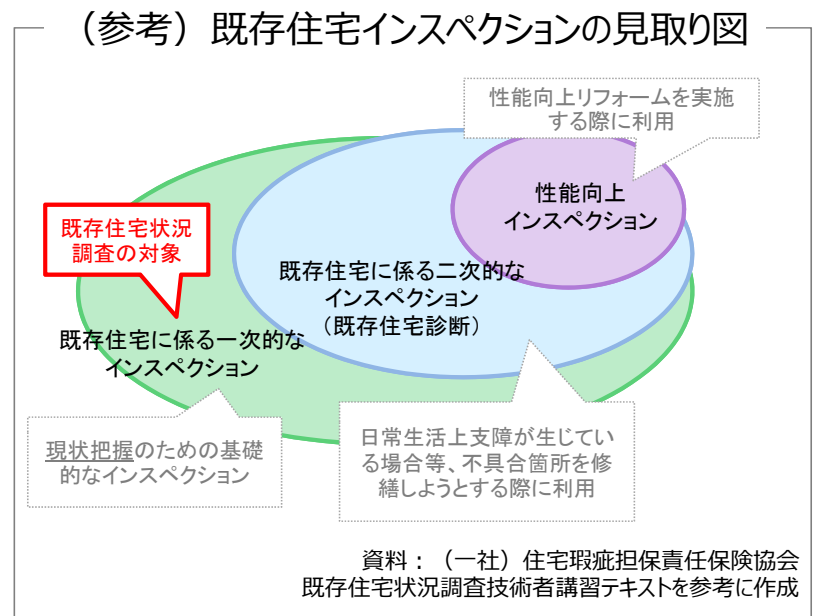 （参考）既存住宅インスペクションの見取り図
性能向上リフォームを実施
する際に利用
性能向上
インスペクション
既存住宅状況
調査の対象
既存住宅に係る二次的な
インスペクション
（既存住宅診断）
既存住宅に係る一次的な
インスペクション
現状把握のための基礎
的なインスペクション
日常生活上支障が生じてい
る場合等、不具合箇所を修
繕しようとする際に利用
資料：（一社）住宅瑕疵担保責任保険協会
既存住宅状況調査技術者講習テキストを参考に作成